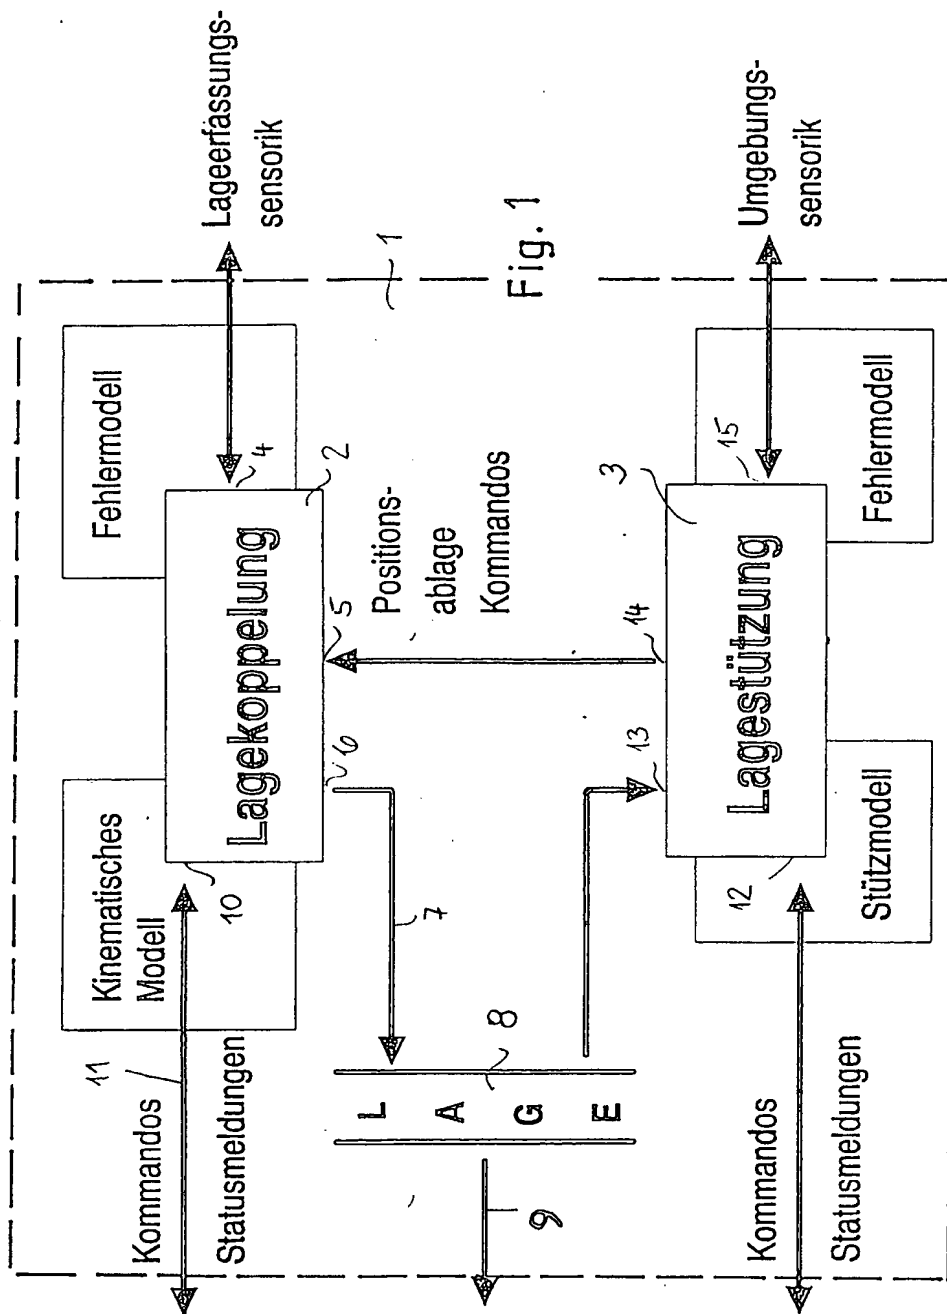 Kommandos
Statusmeldungen
11
Kinematisches
Modell
10
Lagekoppelung
2
4
Fehlermodell
Lageerfassungs-
sensorik
1
5
6
7
Positions-
ablage
Kommandos
L A G E
8
9
13
14
Fig. 1
Kommandos
Statusmeldungen
Stützmodell
12
Lagestützung
3
15
Fehlermodell
Umgebungs-
sensorik